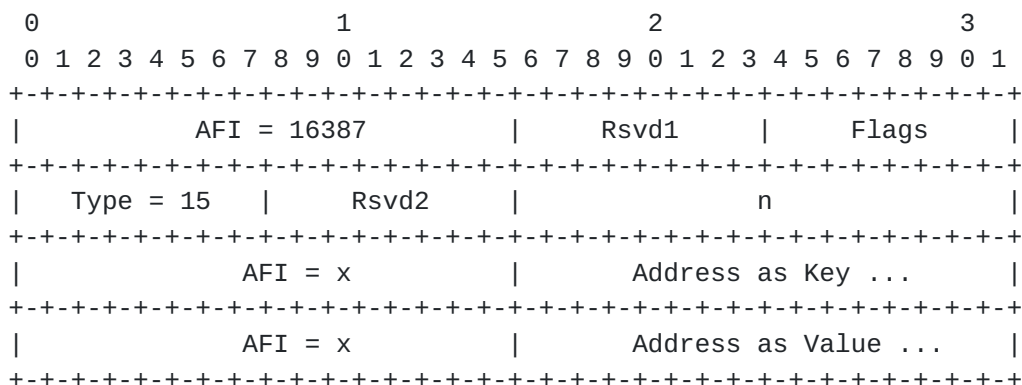 0                   1                   2                   3
 0 1 2 3 4 5 6 7 8 9 0 1 2 3 4 5 6 7 8 9 0 1 2 3 4 5 6 7 8 9 0 1
+-+-+-+-+-+-+-+-+-+-+-+-+-+-+-+-+-+-+-+-+-+-+-+-+-+-+-+-+-+-+-+-+
|           AFI = 16387         |     Rsvd1     |     Flags     |
+-+-+-+-+-+-+-+-+-+-+-+-+-+-+-+-+-+-+-+-+-+-+-+-+-+-+-+-+-+-+-+-+
|   Type = 15   |     Rsvd2     |               n               |
+-+-+-+-+-+-+-+-+-+-+-+-+-+-+-+-+-+-+-+-+-+-+-+-+-+-+-+-+-+-+-+-+
|              AFI = x          |       Address as Key ...      |
+-+-+-+-+-+-+-+-+-+-+-+-+-+-+-+-+-+-+-+-+-+-+-+-+-+-+-+-+-+-+-+-+
|              AFI = x          |       Address as Value ...    |
+-+-+-+-+-+-+-+-+-+-+-+-+-+-+-+-+-+-+-+-+-+-+-+-+-+-+-+-+-+-+-+-+